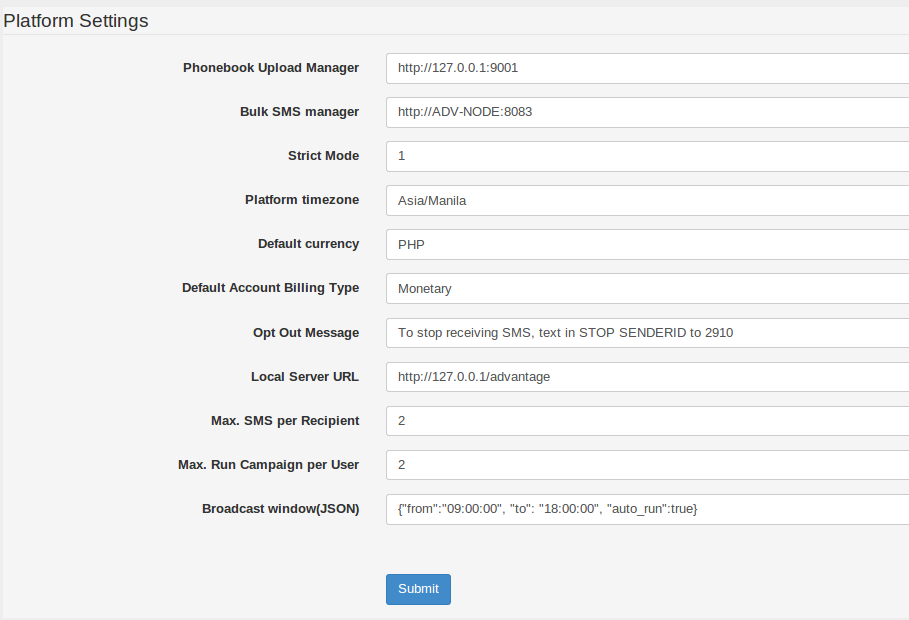 Platform Settings
Phonebook Upload Manager http://127.0.0.1:9001
Bulk SMS manager http://ADV-NODE:8083
Strict Mode 1
Platform timezone Asia/Manila
Default currency PHP
Default Account Billing Type Monetary
Opt Out Message To stop receiving SMS, text in STOP SENDERID to 2910
Local Server URL http://127.0.0.1/advantage
Max. SMS per Recipient 2
Max. Run Campaign per User 2
Broadcast window(JSON) {"from":"09:00:00", "to": "18:00:00", "auto_run":true}
Submit